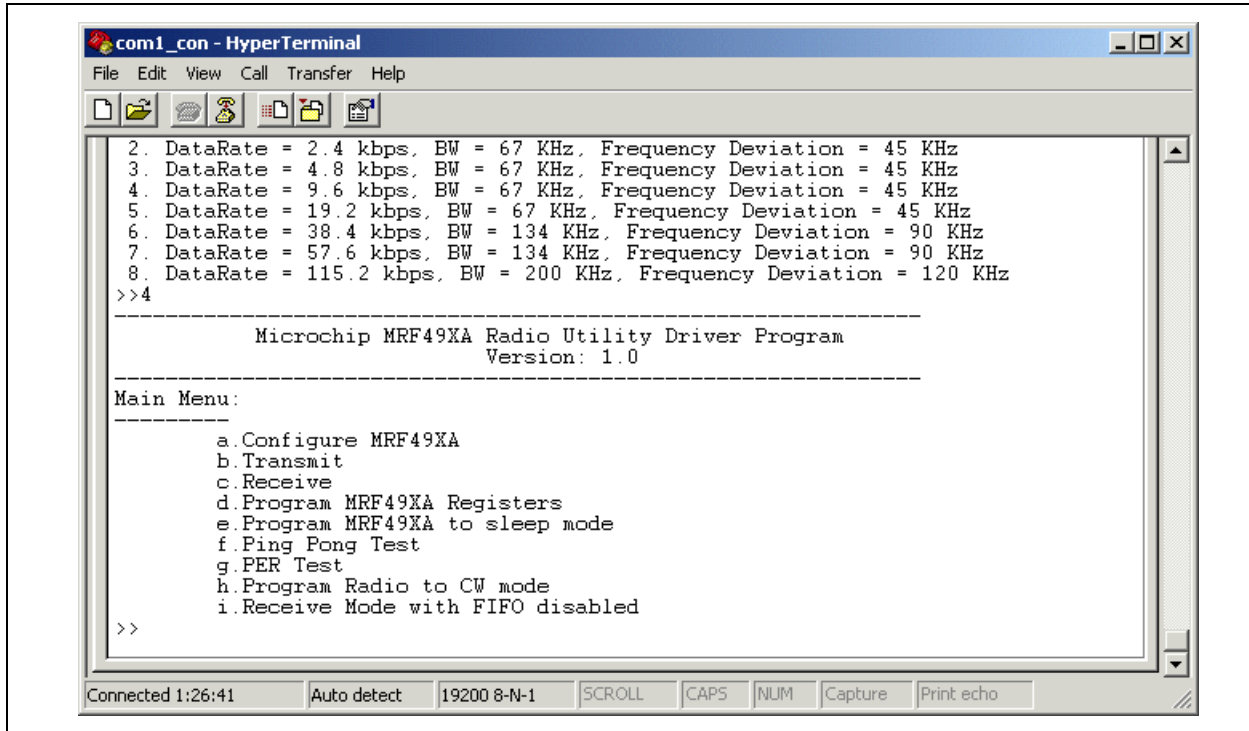 com1_con - HyperTerminal
File Edit View Call Transfer Help
2. DataRate = 2.4 kbps, BW = 67 KHz, Frequency Deviation = 45 KHz
3. DataRate = 4.8 kbps, BW = 67 KHz, Frequency Deviation = 45 KHz
4. DataRate = 9.6 kbps, BW = 67 KHz, Frequency Deviation = 45 KHz
5. DataRate = 19.2 kbps, BW = 67 KHz, Frequency Deviation = 45 KHz
6. DataRate = 38.4 kbps, BW = 134 KHz, Frequency Deviation = 90 KHz
7. DataRate = 57.6 kbps, BW = 134 KHz, Frequency Deviation = 90 KHz
8. DataRate = 115.2 kbps, BW = 200 KHz, Frequency Deviation = 120 KHz
>>4
---------------------------------------------------------------
Microchip MRF49XA Radio Utility Driver Program
Version: 1.0
---------------------------------------------------------------
Main Menu:
---------
a.Configure MRF49XA
b.Transmit
c.Receive
d.Program MRF49XA Registers
e.Program MRF49XA to sleep mode
f.Ping Pong Test
g.PER Test
h.Program Radio to CW mode
i.Receive Mode with FIFO disabled
>>
Connected 1:26:41 Auto detect 19200 8-N-1 SCROLL CAPS NUM Capture Print echo